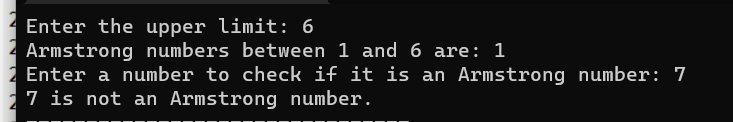 Enter the upper limit: 6
Armstrong numbers between 1 and 6 are: 1
Enter a number to check if it is an Armstrong number: 7
7 is not an Armstrong number.
--------------------------------